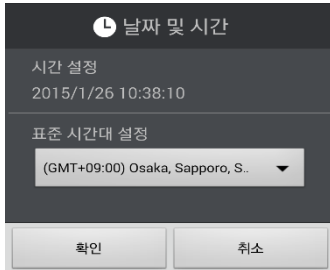 날짜 및 시간
시간 설정
2015/1/26 10:38:10
표준 시간대 설정
(GMT+09:00) Osaka, Sapporo, S..
확인
취소